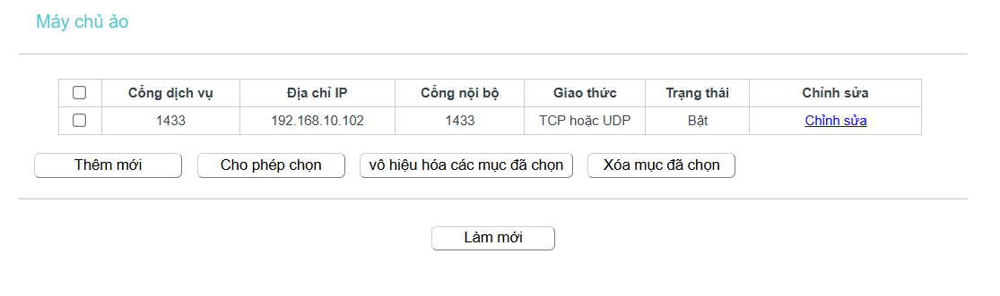 Máy chủ ảo
Cổng dịch vụ Địa chỉ IP Cổng nội bộ Giao thức Trạng thái Chỉnh sửa
1433 192.168.10.102 1433 TCP hoặc UDP Bật Chỉnh sửa
Thêm mới Cho phép chọn vô hiệu hóa các mục đã chọn Xóa mục đã chọn
Làm mới